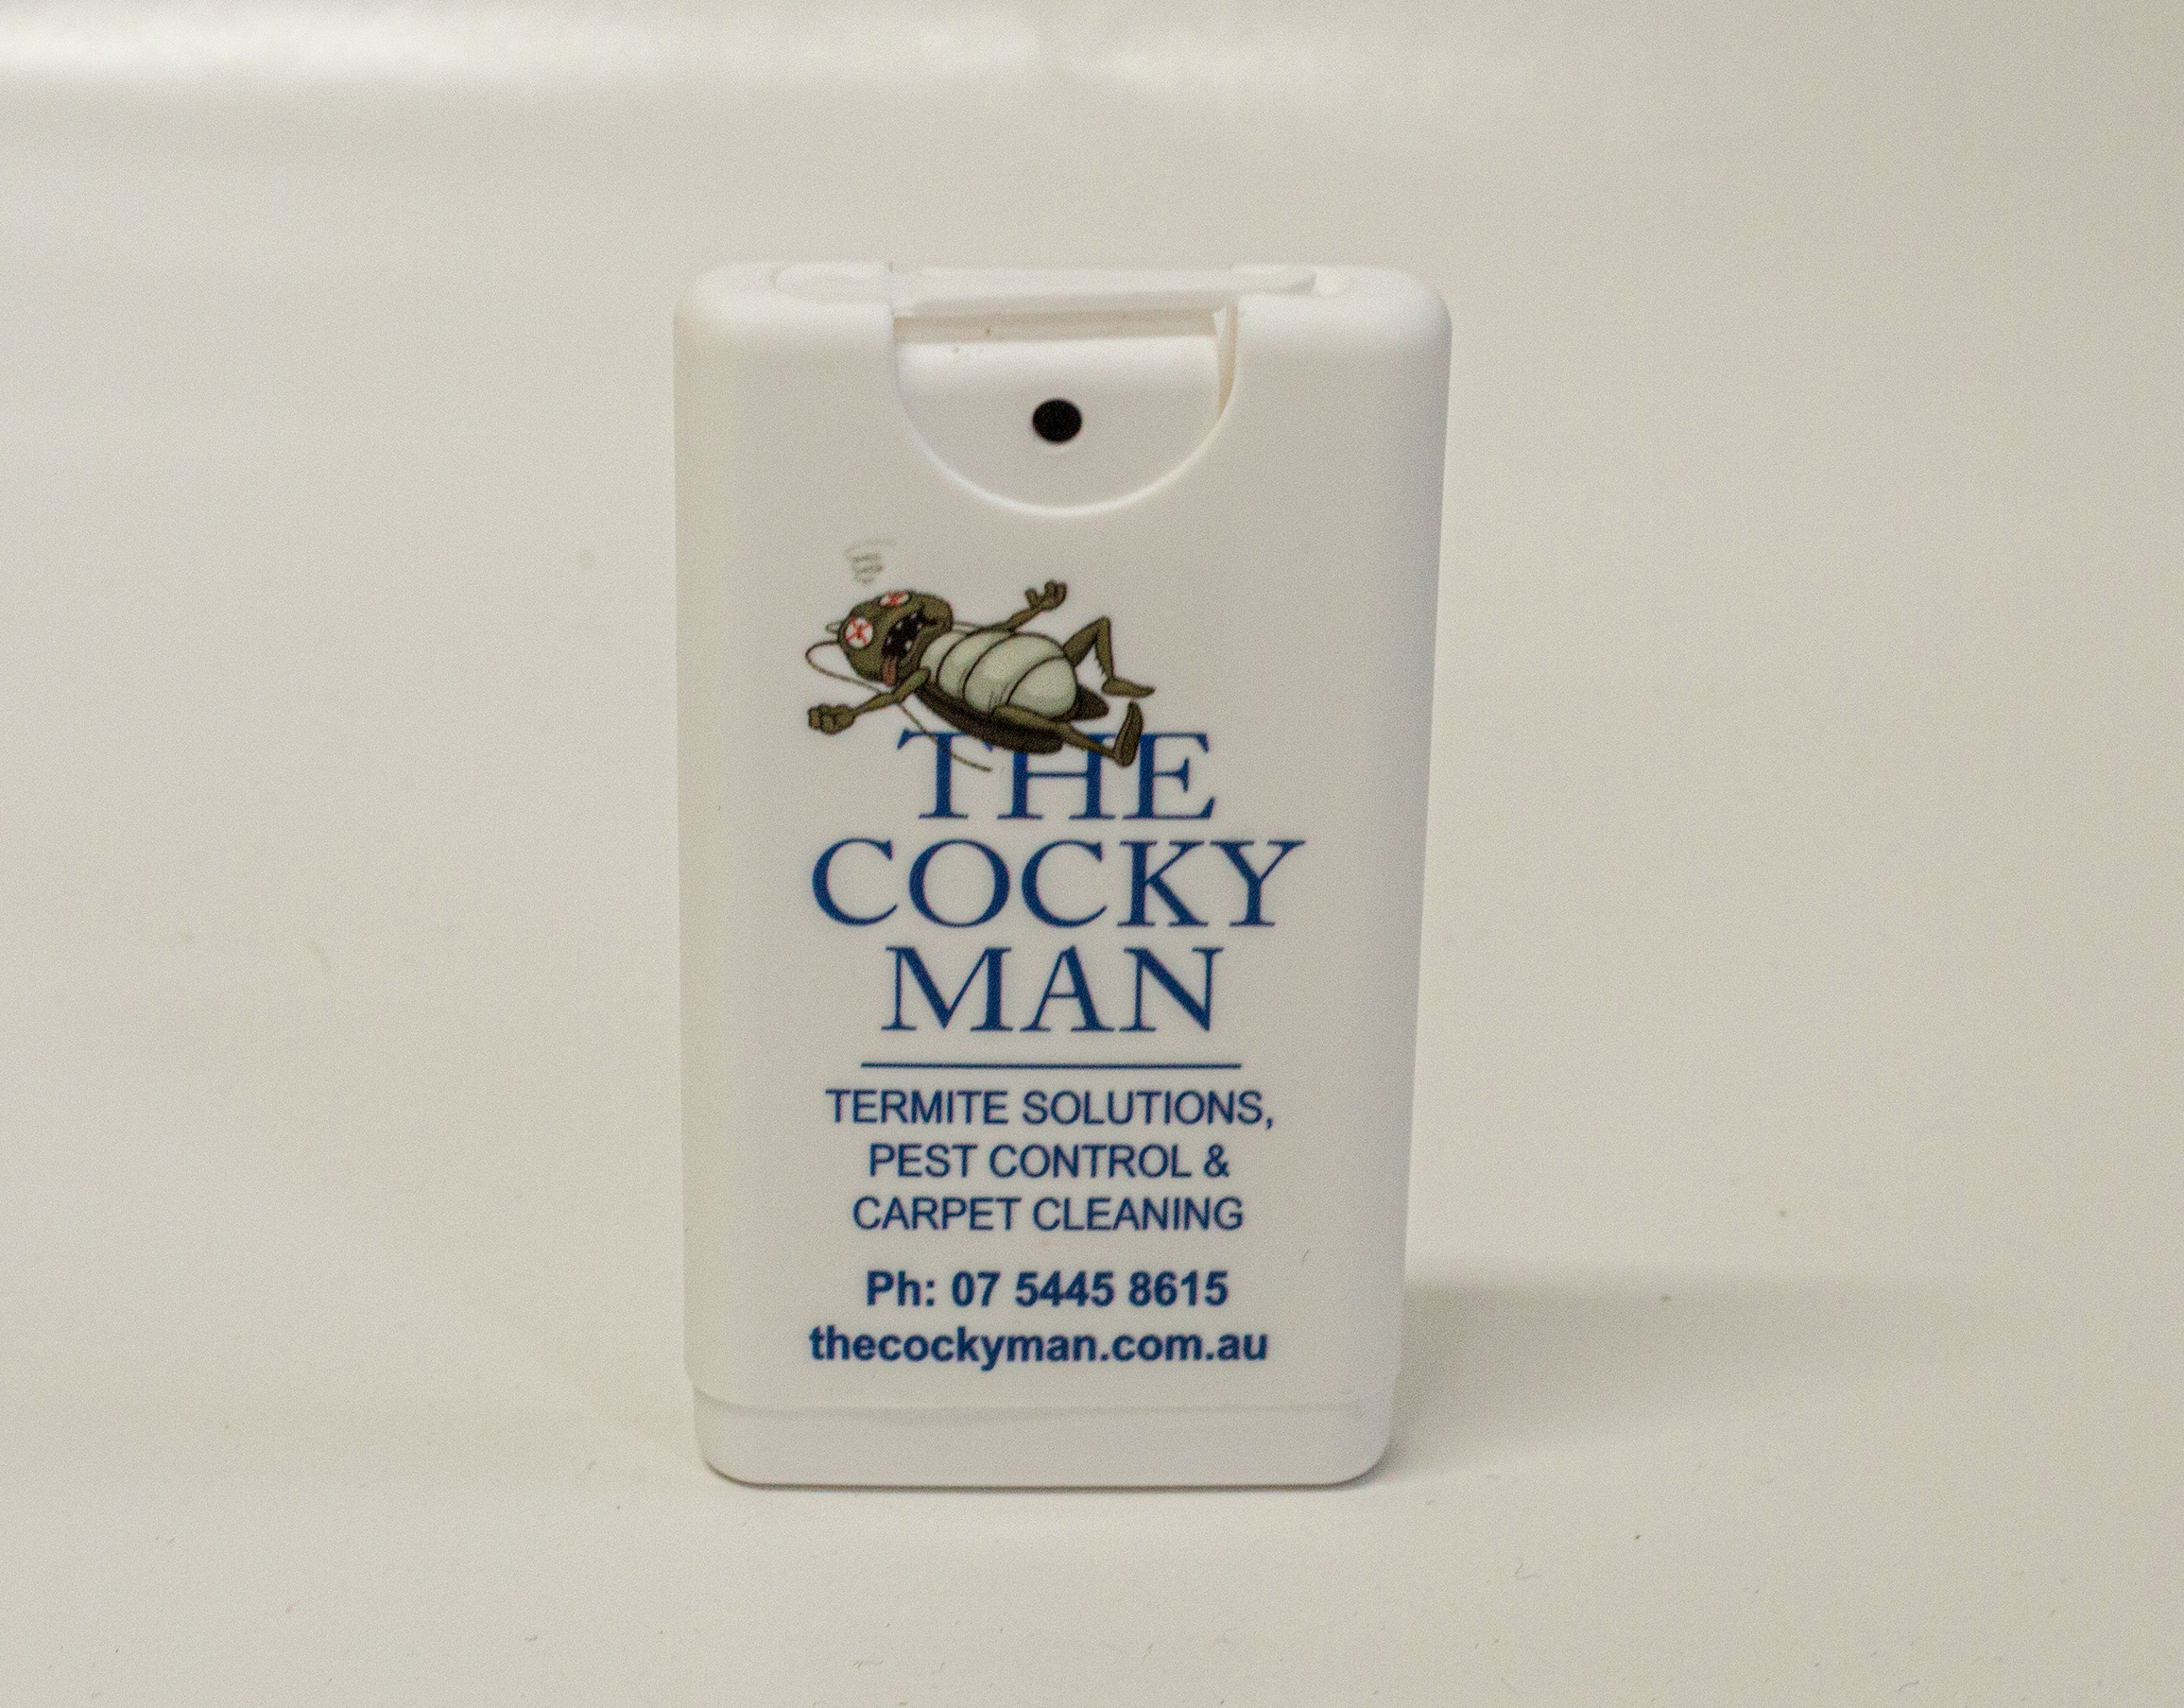 THE
COCKY
MAN
TERMITE SOLUTIONS,
PEST CONTROL &
CARPET CLEANING
Ph: 07 5445 8615
thecockyman.com.au